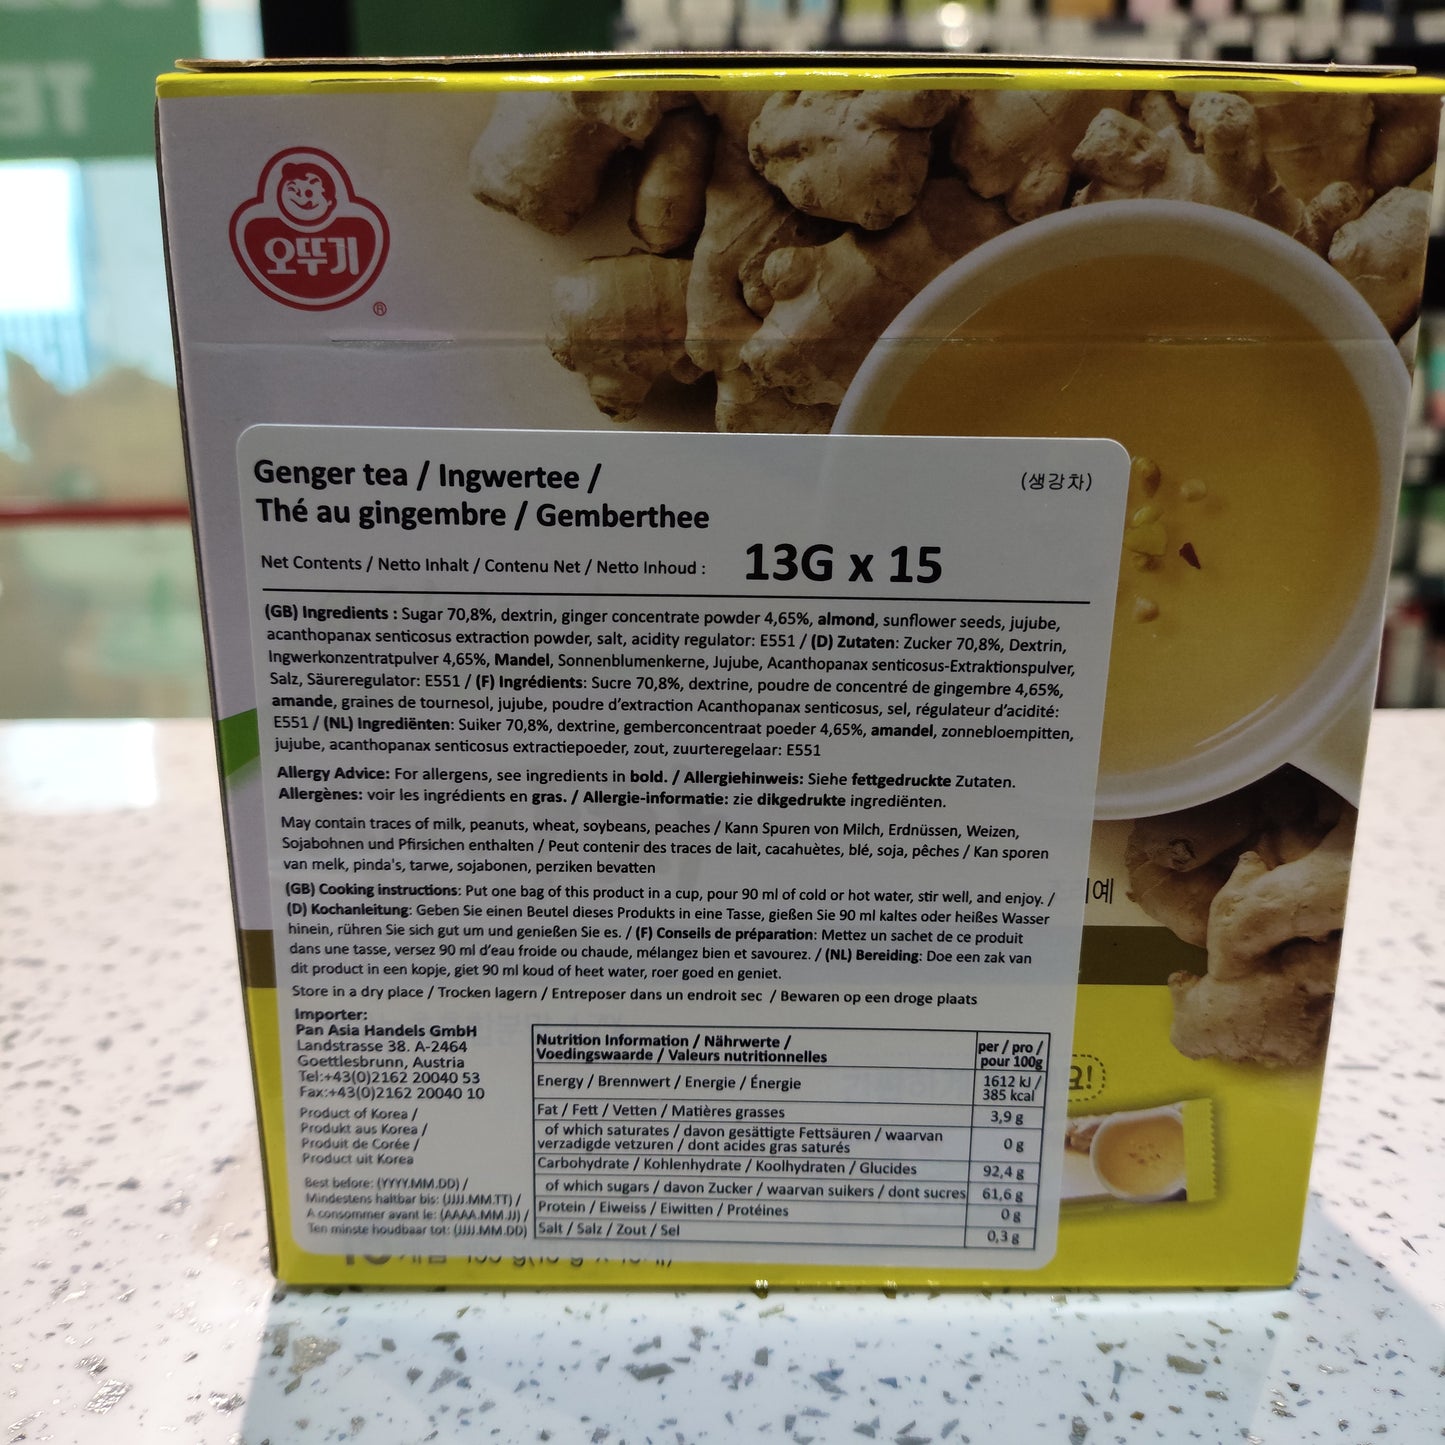 TE
오뚜기
®
Genger tea / Ingwertee /
(생강차)
Thé au gingembre / Gemberthee
Net Contents / Netto Inhalt / Contenu Net / Netto Inhoud : 13G x 15
(GB) Ingredients : Sugar 70,8%, dextrin, ginger concentrate powder 4,65%, almond, sunflower seeds, jujube,
acanthopanax senticosus extraction powder, salt, acidity regulator: E551 / (D) Zutaten: Zucker 70,8%, Dextrin,
Ingwerkonzentratpulver 4,65%, Mandel, Sonnenblumenkerne, Jujube, Acanthopanax senticosus-Extraktionspulver,
Salz, Säureregulator: E551 / (F) Ingrédients: Sucre 70,8%, dextrine, poudre de concentré de gingembre 4,65%,
amande, graines de tournesol, jujube, poudre d'extraction Acanthopanax senticosus, sel, régulateur d'acidité:
E551 / (NL) Ingrediënten: Suiker 70,8%, dextrine, gemberconcentraat poeder 4,65%, amandel, zonnebloempitten,
jujube, acanthopanax senticosus extractiepoeder, zout, zuurteregelaar: E551
Allergy Advice: For allergens, see ingredients in bold. / Allergiehinweis: Siehe fettgedruckte Zutaten.
Allergènes: voir les ingrédients en gras. / Allergie-informatie: zie dikgedrukte ingrediënten.
May contain traces of milk, peanuts, wheat, soybeans, peaches / Kann Spuren von Milch, Erdnüssen, Weizen,
Sojabohnen und Pfirsichen enthalten / Peut contenir des traces de lait, cacahuètes, blé, soja, pêches / Kan sporen
van melk, pinda's, tarwe, sojabonen, perziken bevatten
(GB) Cooking instructions: Put one bag of this product in a cup, pour 90 ml of cold or hot water, stir well, and enjoy. /
(D) Kochanleitung: Geben Sie einen Beutel dieses Produkts in eine Tasse, gießen Sie 90 ml kaltes oder heißes Wasser
hinein, rühren Sie sich gut um und genießen Sie es. / (F) Conseils de préparation: Mettez un sachet de ce produit
dans une tasse, versez 90 ml d'eau froide ou chaude, mélangez bien et savourez. / (NL) Bereiding: Doe een zak van
dit product in een kopje, giet 90 ml koud of heet water, roer goed en geniet.
Store in a dry place / Trocken lagern / Entreposer dans un endroit sec / Bewaren op een droge plaats
Importer:
Pan Asia Handels GmbH
Landstrasse 38. A-2464
Goettlesbrunn, Austria
Tel:+43(0)2162 20040 53
Fax:+43(0)2162 20040 10
Product of Korea /
Produkt aus Korea /
Produit de Corée /
Product uit Korea
Best before: (YYYY.MM.DD) /
Mindestens haltbar bis: (JJJJ.MM.TT) /
A consommer avant le: (AAAA.MM.JJ) /
Ten minste houdbaar tot: (JJJJ.MM.DD)
Nutrition Information / Nährwerte /
Voedingswaarde / Valeurs nutritionnelles
per / pro /
pour 100g
Energy / Brennwert / Energie / Énergie
1612 kJ /
385 kcal
Fat / Fett / Vetten / Matières grasses 3,9 g
of which saturates / davon gesättigte Fettsäuren / waarvan
verzadigde vetzuren / dont acides gras saturés
0 g
Carbohydrate / Kohlenhydrate / Koolhydraten / Glucides 92,4 g
of which sugars / davon Zucker / waarvan suikers / dont sucres 61,6 g
Protein / Eiweiss / Eiwitten / Protéines 0 g
Salt / Salz / Zout / Sel 0,3 g
예
요!